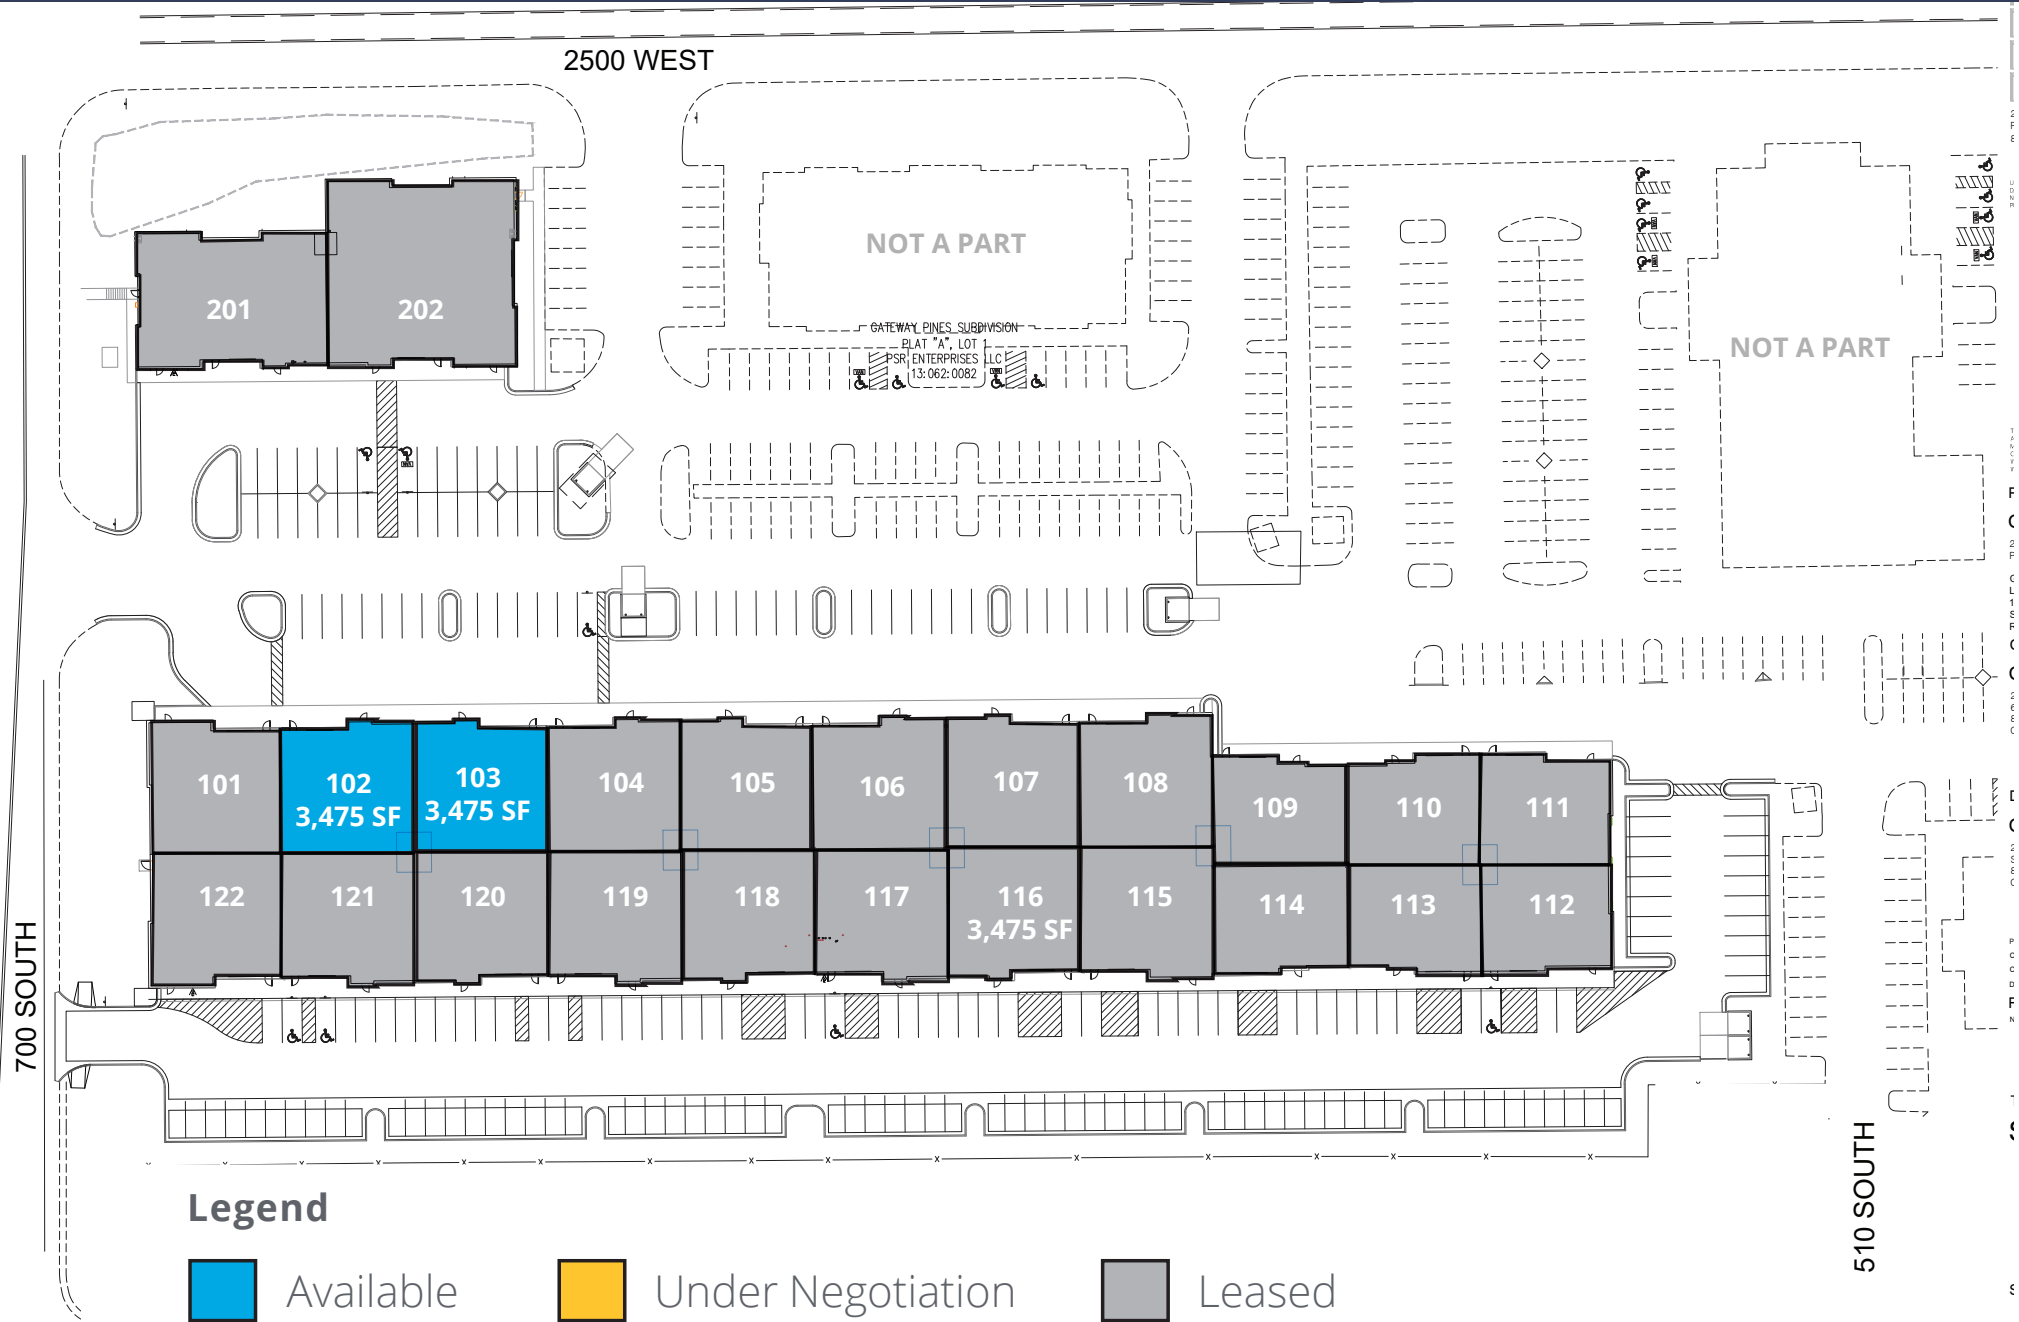 2500 WEST
NOT A PART
201
202
GATEWAY PINES SUBDIVISION
PLAT "A", LOT 1
PSR ENTERPRISES LLC
13:062:0082
NOT A PART
101
102
3,475 SF
103
3,475 SF
104
105
106
107
108
109
110
111
122
121
120
119
118
117
116
3,475 SF
115
114
113
112
700 SOUTH
510 SOUTH
Legend
Available
Under Negotiation
Leased